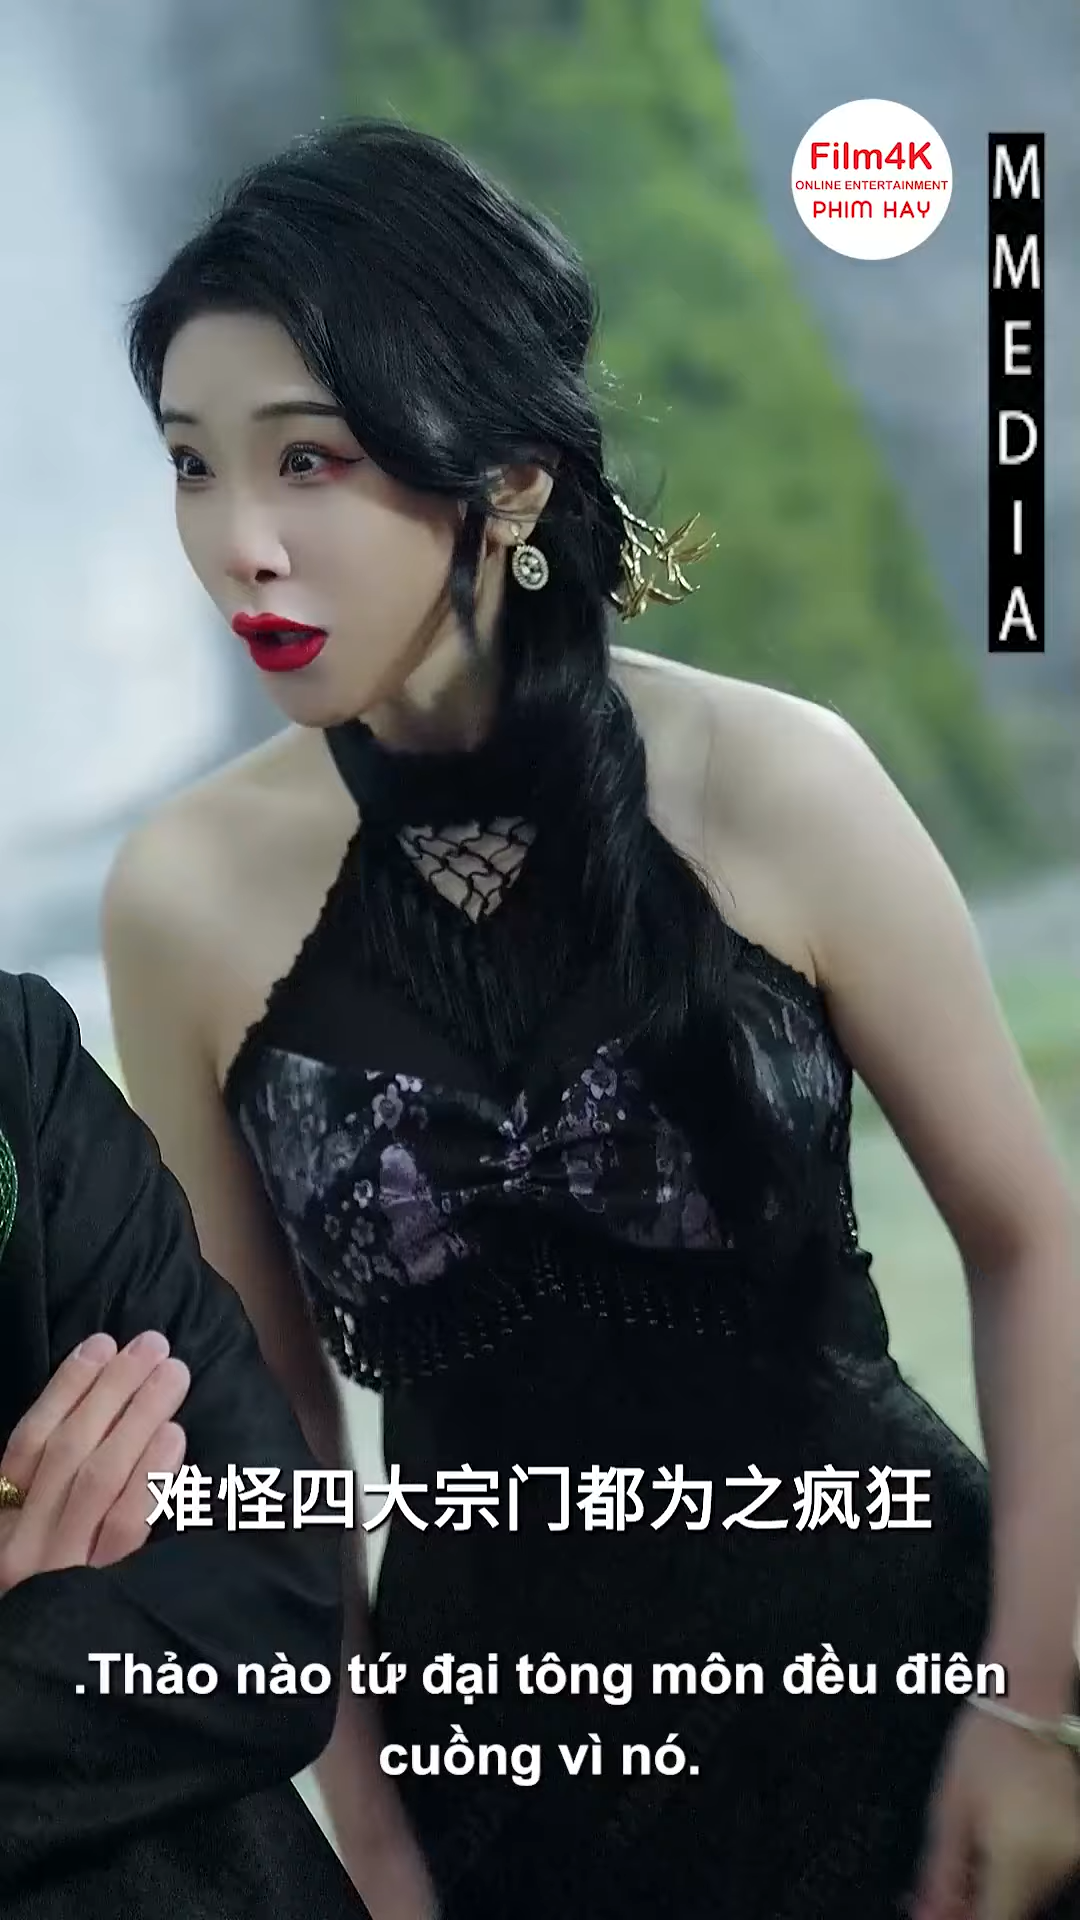 Film4K
ONLINE ENTERTAINMENT
PHIM HAY
MMEDIA
难怪四大宗门都为之疯狂
.Thảo nào tứ đại tông môn đều điên
cuồng vì nó.